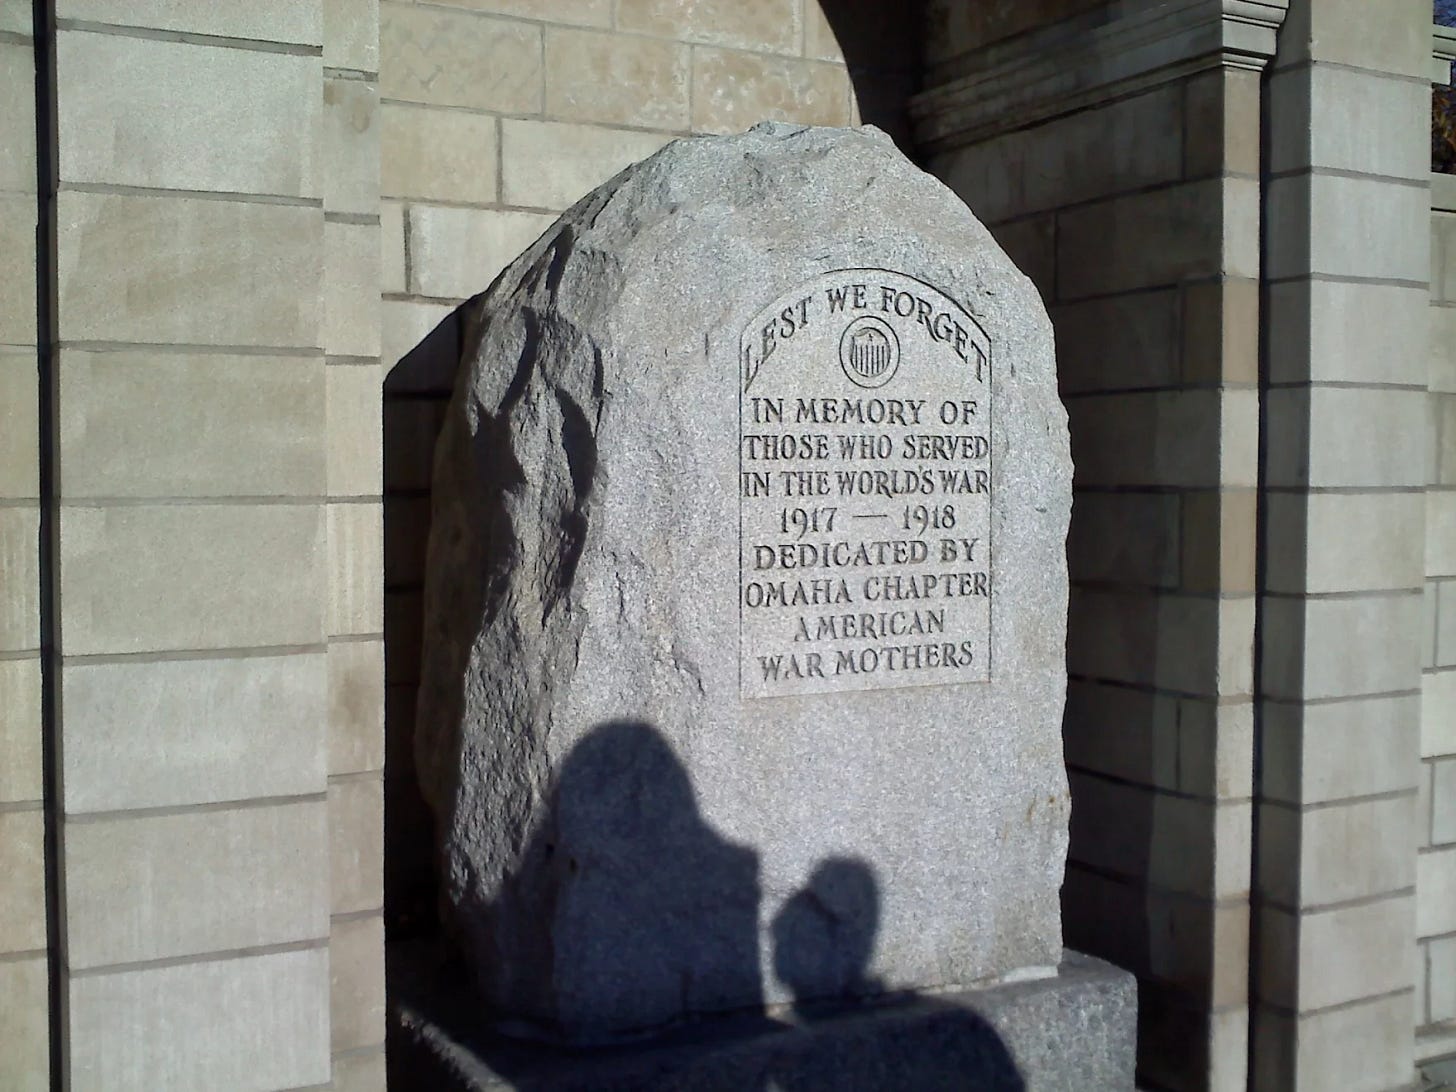 LEST WE FORGET
IN MEMORY OF
THOSE WHO SERVED
IN THE WORLD'S WAR
1917 — 1918
DEDICATED BY
OMAHA CHAPTER
AMERICAN
WAR MOTHERS